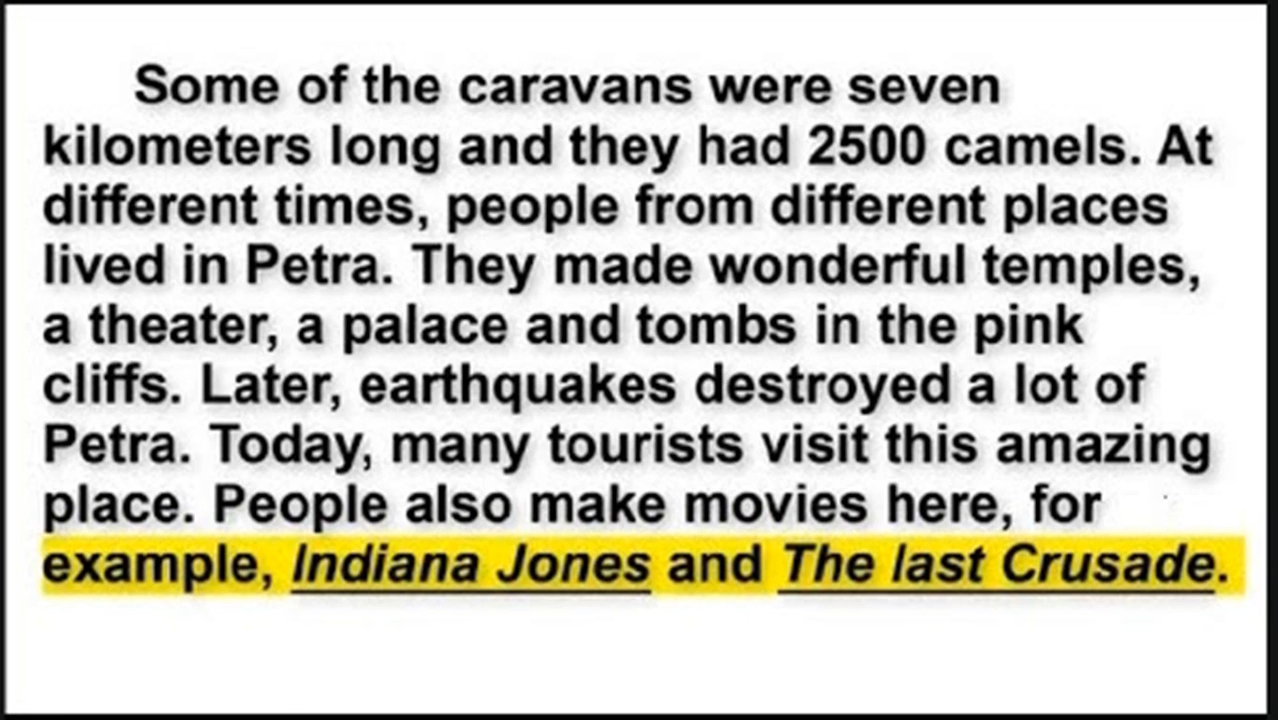 Some of the caravans were seven
kilometers long and they had 2500 camels. At
different times, people from different places
lived in Petra. They made wonderful temples,
a theater, a palace and tombs in the pink
cliffs. Later, earthquakes destroyed a lot of
Petra. Today, many tourists visit this amazing
place. People also make movies here, for
example, Indiana Jones and The last Crusade.